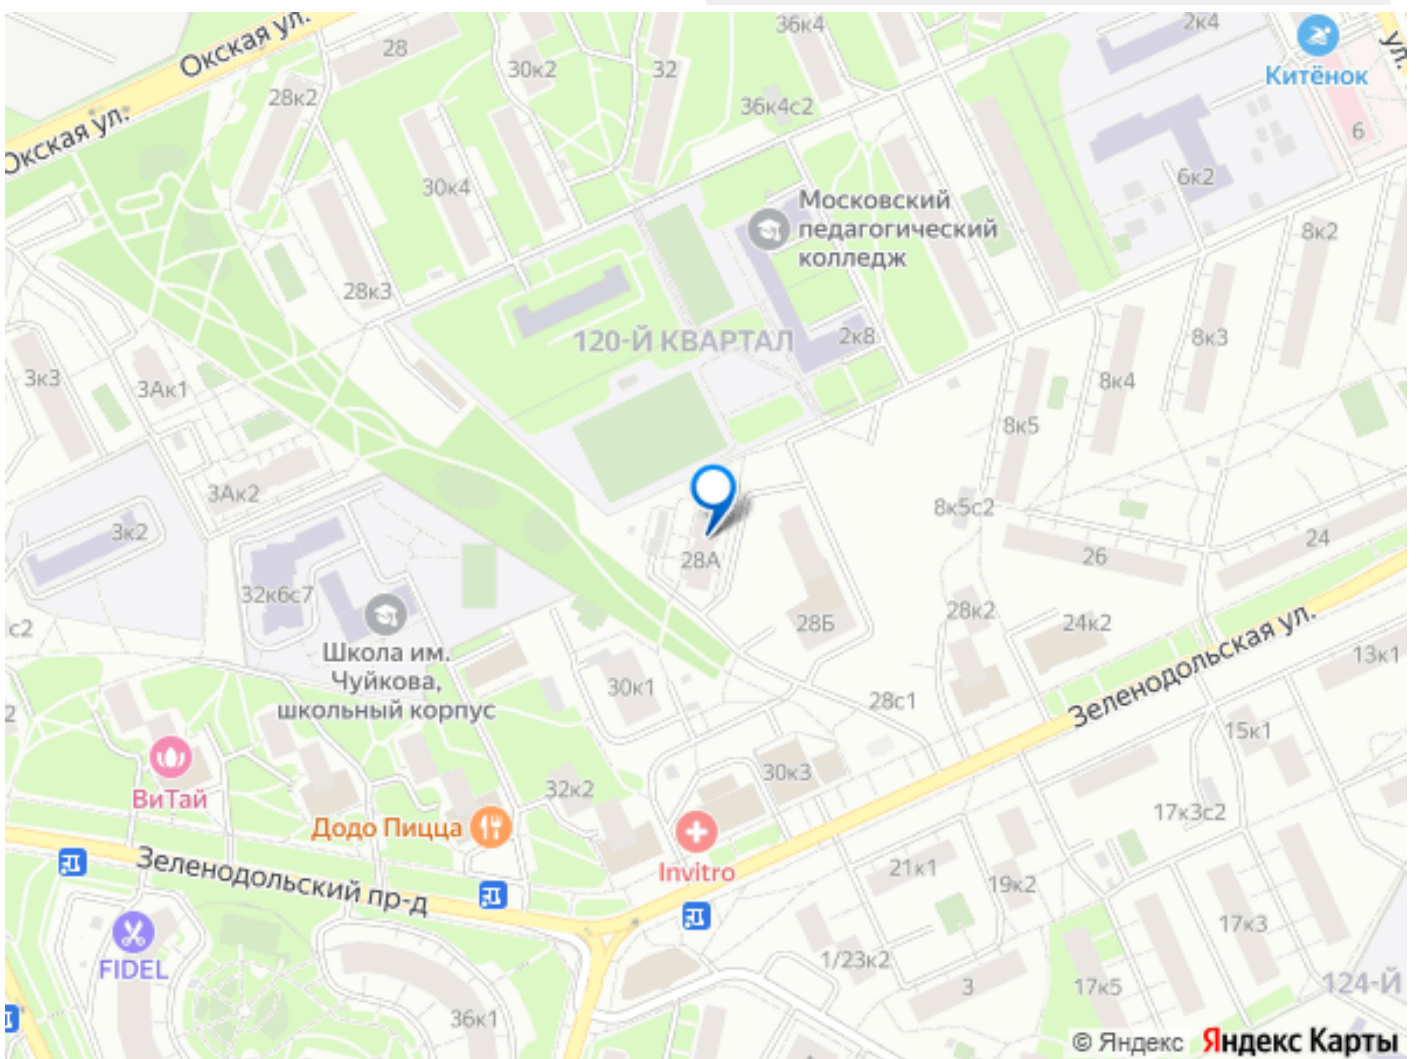 Окская ул.
28
36к4
2к4
ул.
30к2
32
28к2
Китёнок
36к4с2
Окская ул.
6
30к4
6к2
Московский
педагогический
колледж
8к2
28к3
120-Й КВАРТАЛ
2к8
8к3
3к3
3Ак1
8к4
8к5
3Ак2
8к5с2
3к2
28А
26
24
32к6с7
28к2
28Б
24к2
с2
Зеленодольская ул.
Школа им.
Чуйкова,
школьный корпус
13к1
30к1
28с1
2
15к1
30к3
32к2
ВиТай
17к3с2
Додо Пицца
Invitro
21к1
Зеленодольский пр-д
19к2
17к3
FIDEL
1/23к2
3
17к5
124-Й
36к1
© Яндекс Яндекс Карты